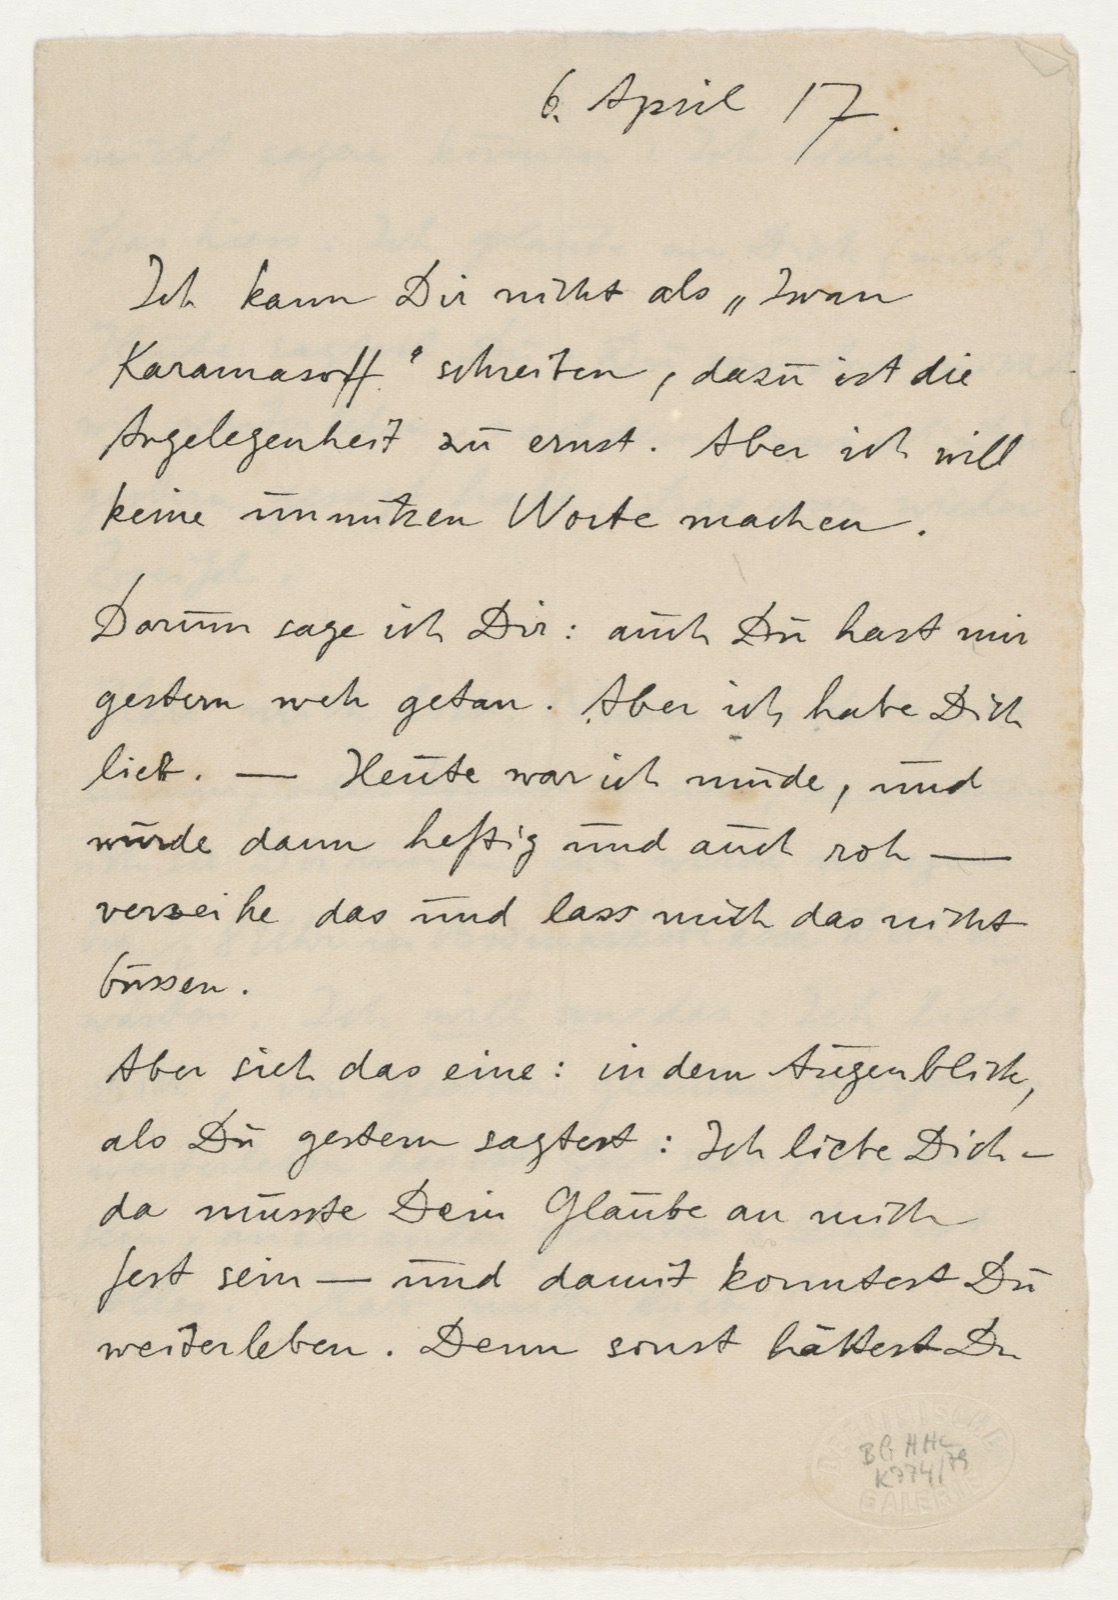 6. April 17.
Ich kann Dir nicht als „Iwan
Karamasoff" schreiben, dazu ist die
Angelegenheit zu ernst. Aber ich will
keine unnützen Worte machen.
Darum sage ich Dir: auch Du hast mir
gestern weh getan. Aber ich habe Dich
lieb. — Heute war ich müde, und
wurde dann heftig und auch roh —
verzeihe das und lass mich das nicht
büssen.
Aber sieh das eine: in dem Augenblick,
als Du gestern sagtest: Ich liebe Dich –
da musste Dein Glaube an mich
fest sein — und damit konntest Du
weiterleben. Denn sonst hättest Du
BERLINISCHE
GALERIE
BG HHC
K774/79